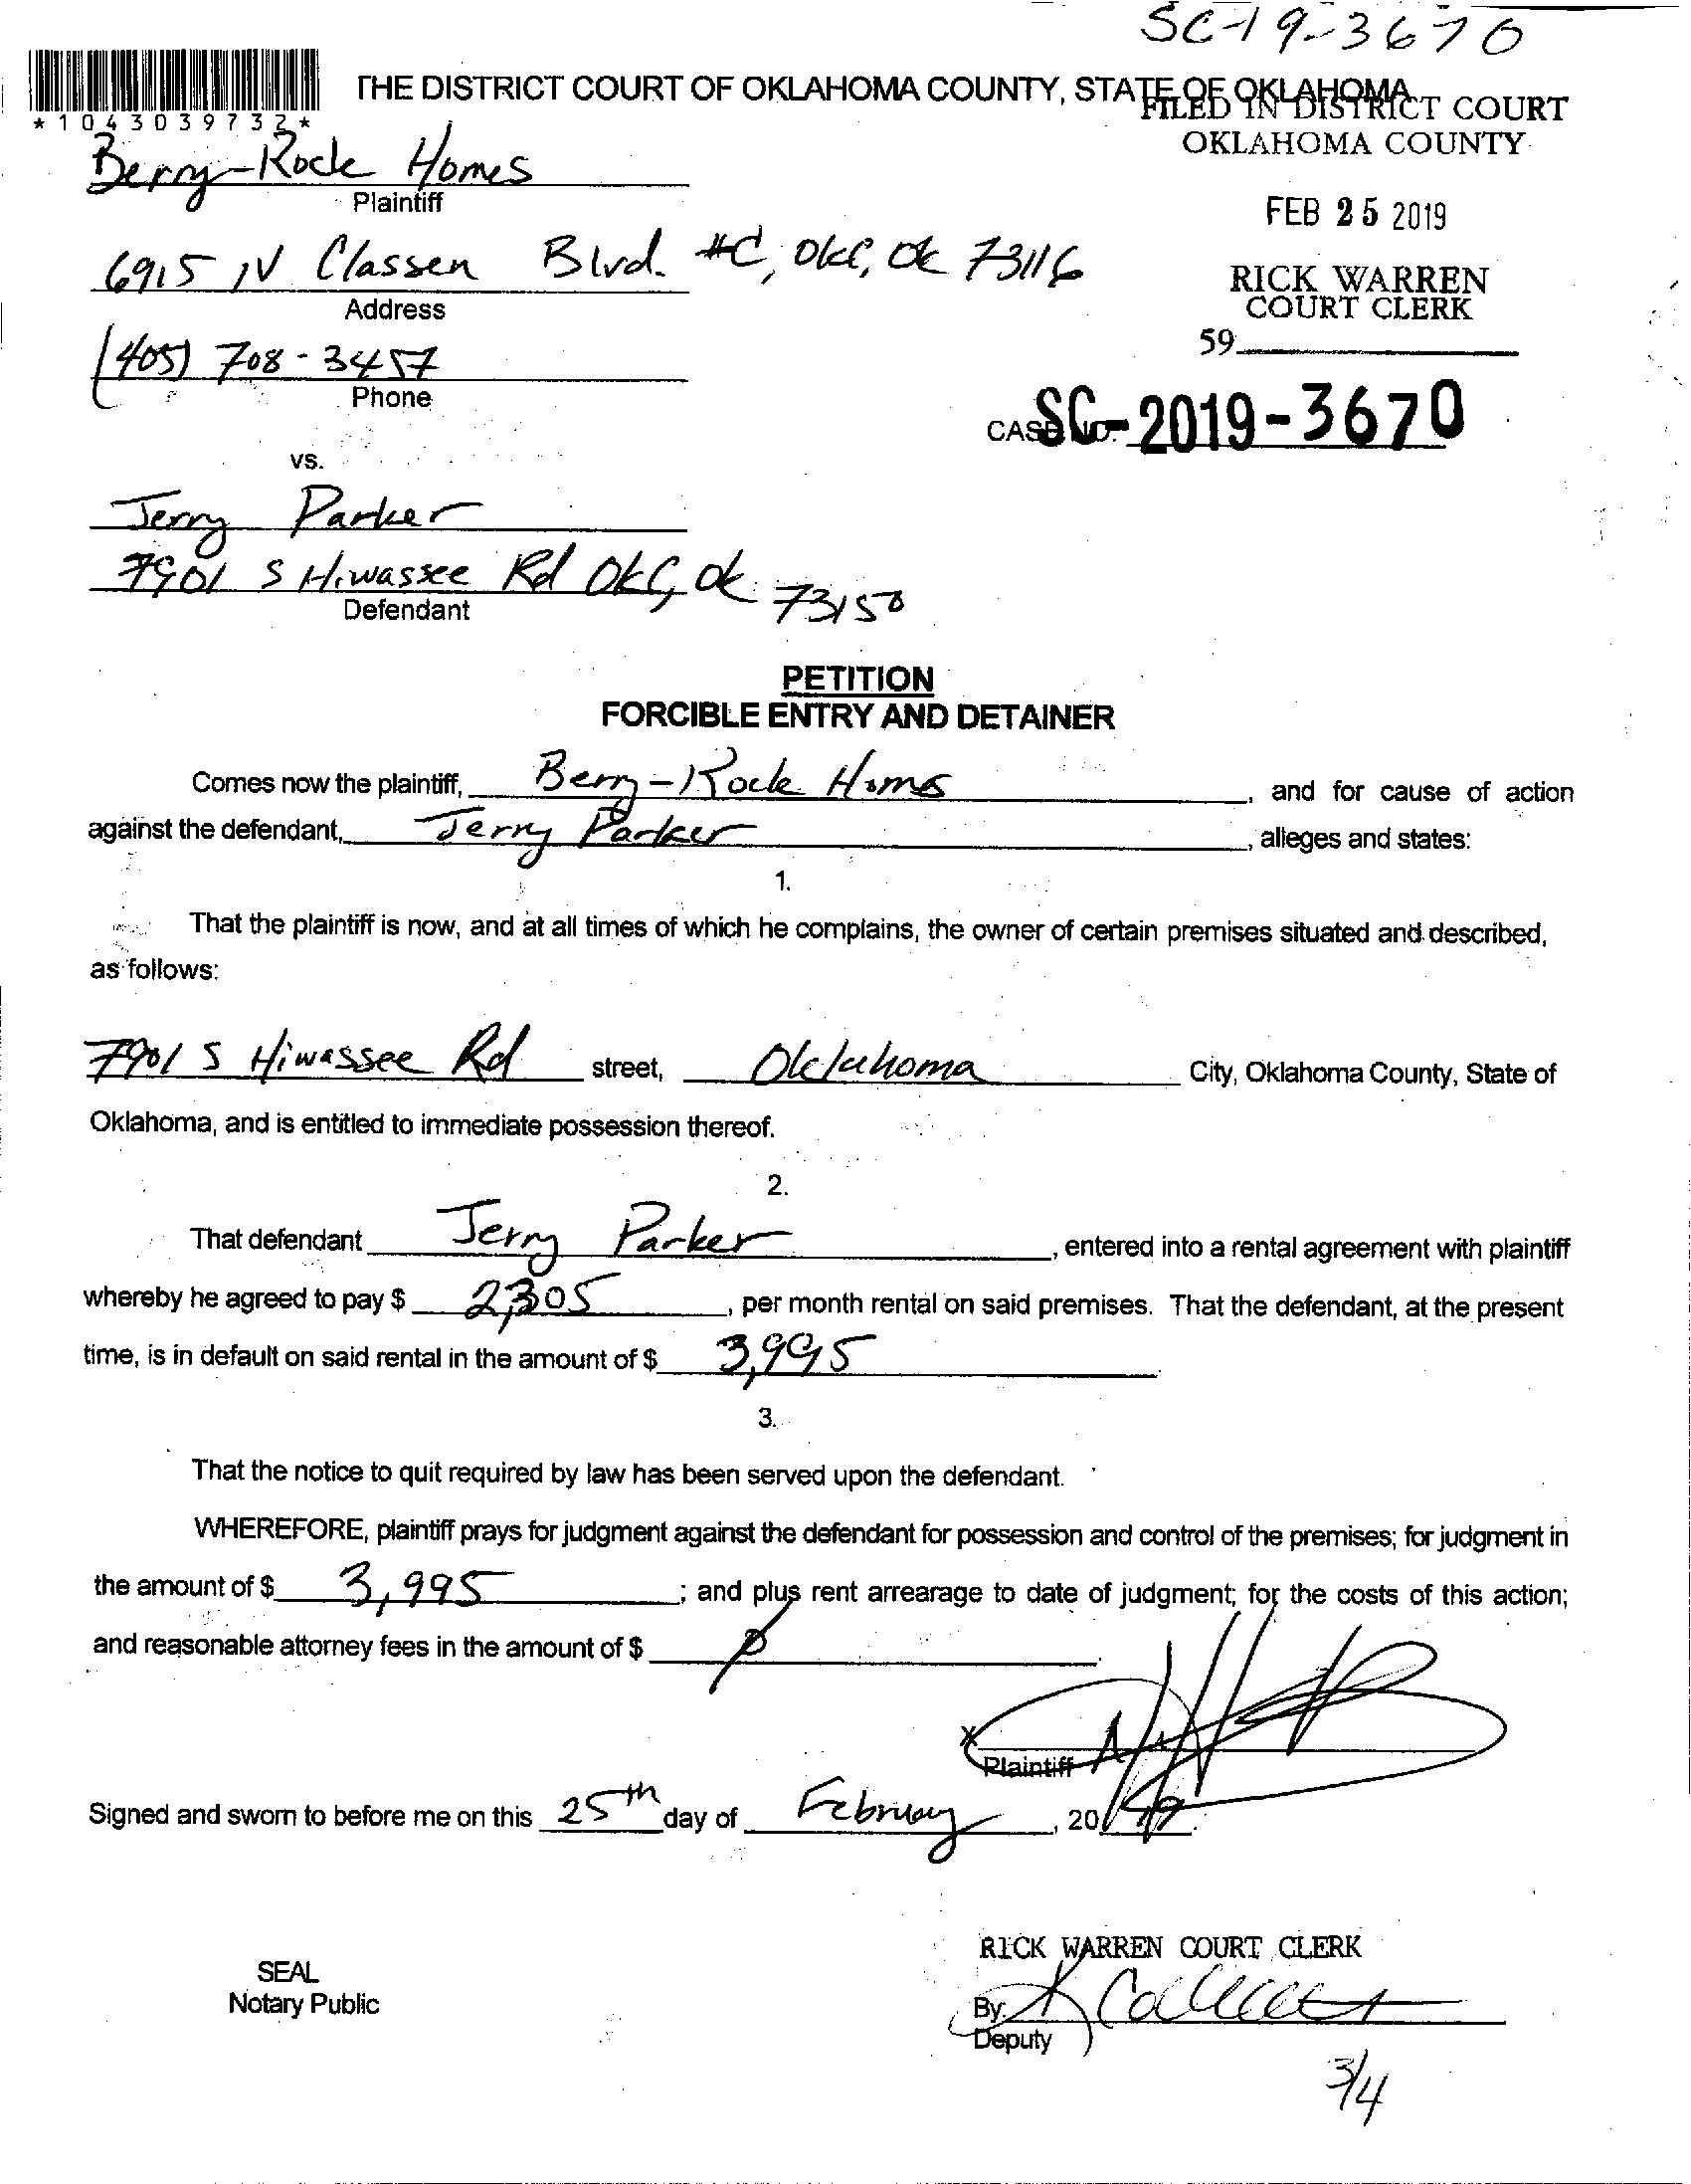 SC-19-3670
THE DISTRICT COURT OF OKLAHOMA COUNTY, STATE OF OKLAHOMA
FILED IN DISTRICT COURT
OKLAHOMA COUNTY
*1043039732*
Berry-Rock Homes
Plaintiff
FEB 25 2019
6915 N Classen Blvd. #C, OKC, OK 73116
Address
RICK WARREN
COURT CLERK
59
(405) 708-3457
Phone
CASE NO. SC-2019-3670
vs.
Jerry Parker
7901 S Hiwassee Rd OKC, OK 73150
Defendant
PETITION
FORCIBLE ENTRY AND DETAINER
Comes now the plaintiff, Berry-Rock Homes, and for cause of action
against the defendant, Jerry Parker, alleges and states:
1.
That the plaintiff is now, and at all times of which he complains, the owner of certain premises situated and described,
as follows:
7901 S Hiwassee Rd street, Oklahoma City, Oklahoma County, State of
Oklahoma, and is entitled to immediate possession thereof.
2.
That defendant Jerry Parker, entered into a rental agreement with plaintiff
whereby he agreed to pay $ 2,305, per month rental on said premises. That the defendant, at the present
time, is in default on said rental in the amount of $ 3,995.
3.
That the notice to quit required by law has been served upon the defendant.
WHEREFORE, plaintiff prays for judgment against the defendant for possession and control of the premises; for judgment in
the amount of $ 3,995; and plus rent arrearage to date of judgment; for the costs of this action;
and reasonable attorney fees in the amount of $ Ø.
X
Plaintiff
Signed and sworn to before me on this 25th day of February, 2019.
RICK WARREN COURT CLERK
SEAL
Notary Public
By:
Deputy
3/4